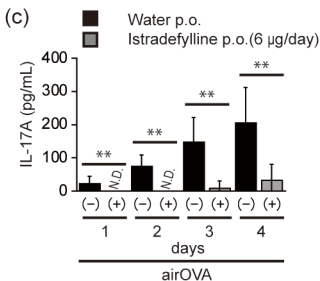 (c)
Water p.o.
Istradefylline p.o.(6 µg/day)
IL-17A (pg/mL)
400
300
200
100
0
** ** ** **
N.D. N.D.
(−) (+) (−) (+) (−) (+) (−) (+)
1 2 3 4
days
airOVA